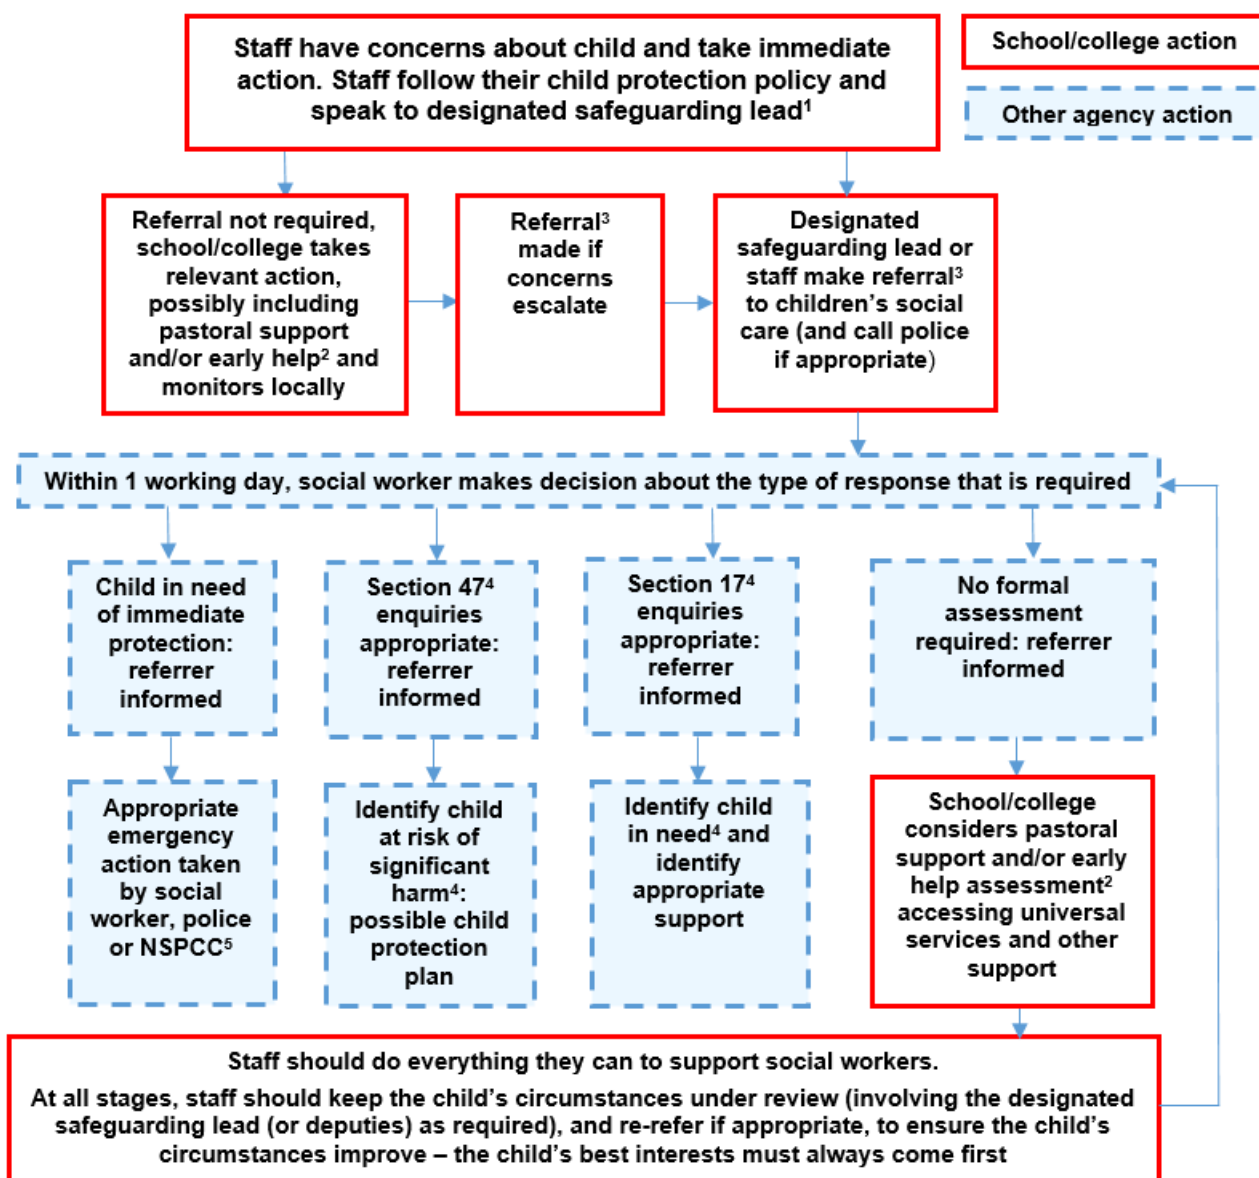 Staff have concerns about child and take immediate
action. Staff follow their child protection policy and
speak to designated safeguarding lead¹
School/college action
Other agency action
Referral not required,
school/college takes
relevant action,
possibly including
pastoral support
and/or early help² and
monitors locally
Referral³
made if
concerns
escalate
Designated
safeguarding lead or
staff make referral³
to children’s social
care (and call police
if appropriate)
Within 1 working day, social worker makes decision about the type of response that is required
Child in need
of immediate
protection:
referrer
informed
Section 47⁴
enquiries
appropriate:
referrer
informed
Section 17⁴
enquiries
appropriate:
referrer
informed
No formal
assessment
required: referrer
informed
Appropriate
emergency
action taken
by social
worker, police
or NSPCC⁵
Identify child
at risk of
significant
harm⁴:
possible child
protection
plan
Identify child
in need⁴ and
identify
appropriate
support
School/college
considers pastoral
support and/or early
help assessment²
accessing universal
services and other
support
Staff should do everything they can to support social workers.
At all stages, staff should keep the child’s circumstances under review (involving the designated
safeguarding lead (or deputies) as required), and re-refer if appropriate, to ensure the child’s
circumstances improve – the child’s best interests must always come first